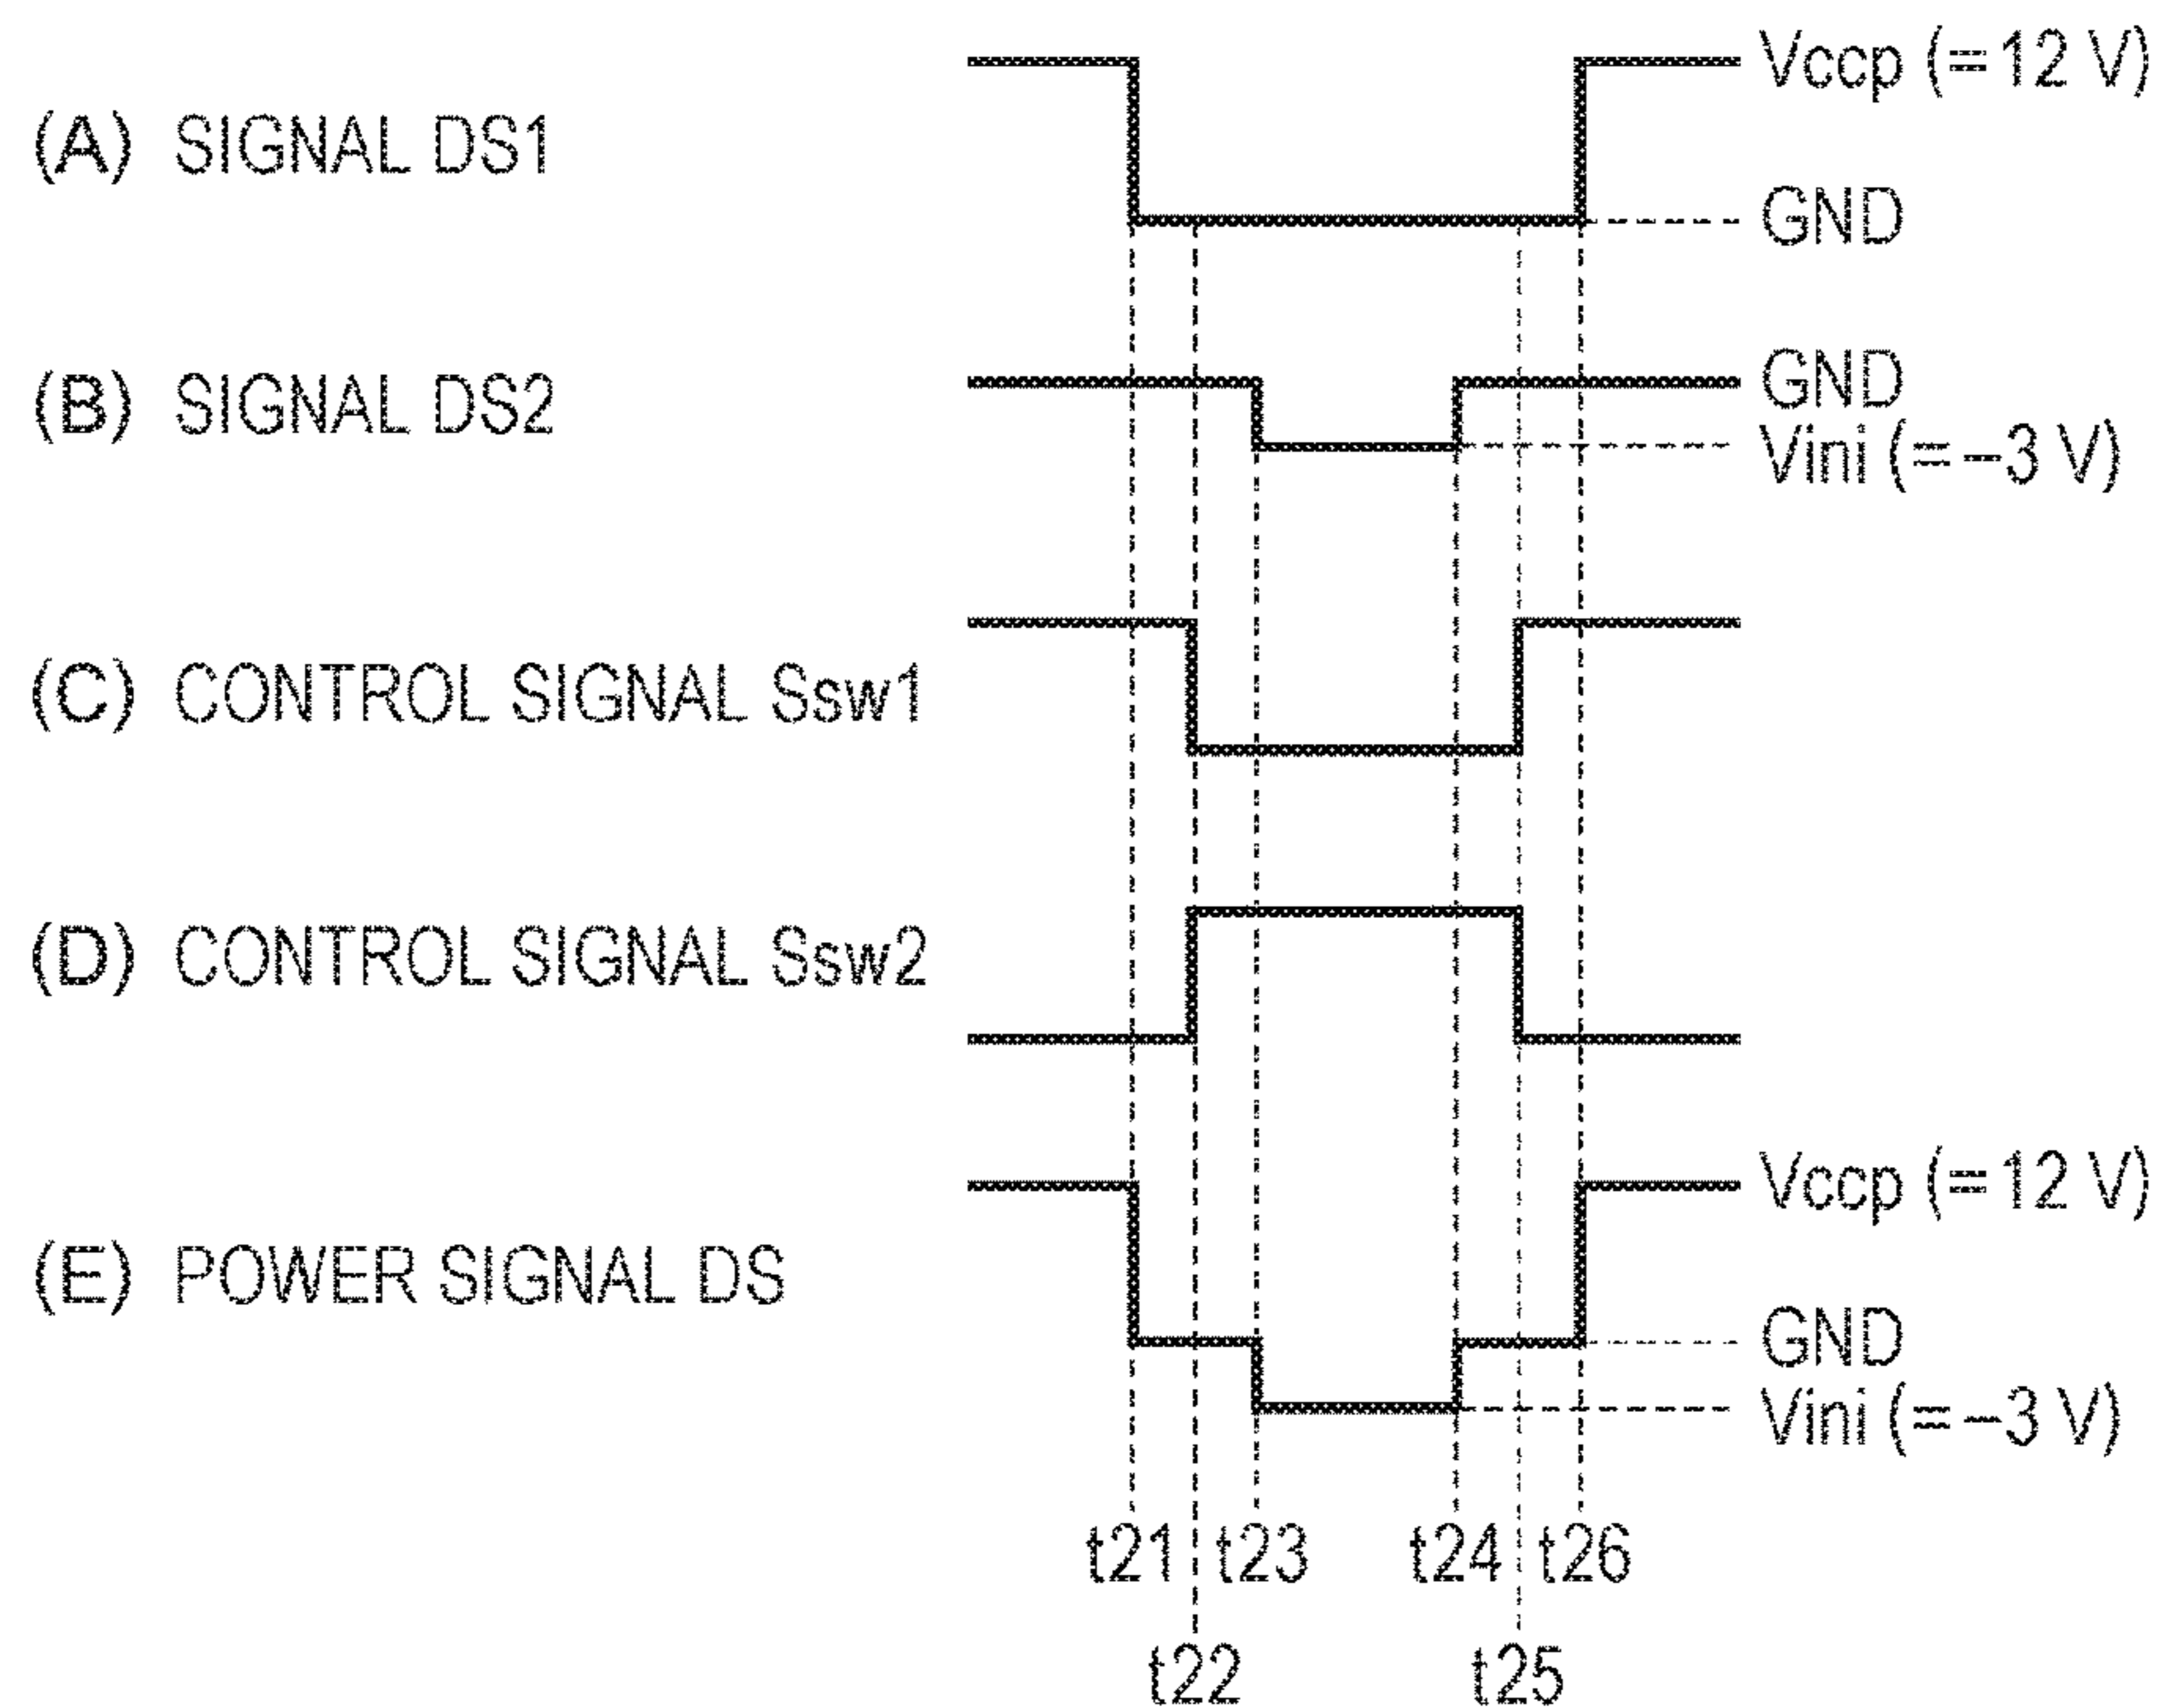 Vccp (=12 V)
(A) SIGNAL DS1
GND
(B) SIGNAL DS2
GND
Vini (=−3 V)
(C) CONTROL SIGNAL Ssw1
(D) CONTROL SIGNAL Ssw2
Vccp (=12 V)
(E) POWER SIGNAL DS
GND
Vini (=−3 V)
t21 t23 t24 t26
t22 t25